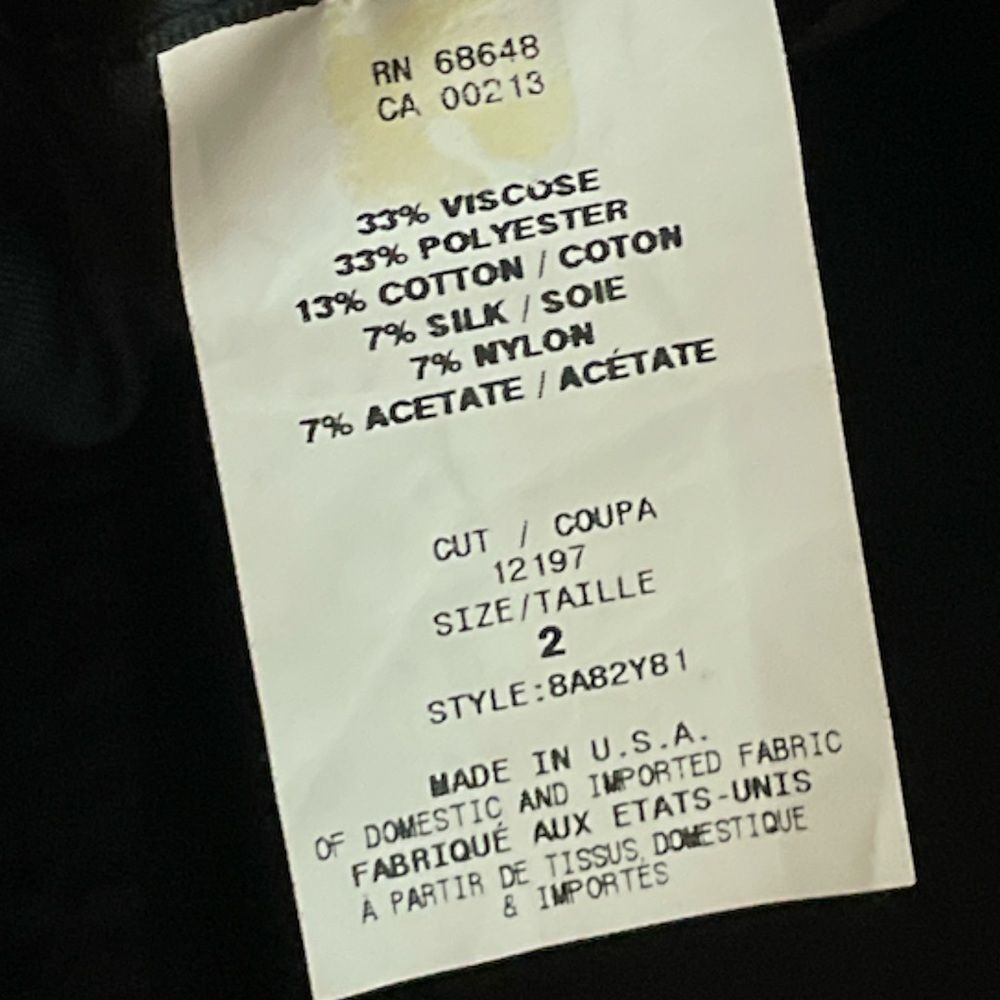 RN 68648
CA 00213
33% VISCOSE
33% POLYESTER
13% COTTON / COTON
7% SILK / SOIE
7% NYLON
7% ACETATE / ACÉTATE
CUT / COUPA
12197
SIZE/TAILLE
2
STYLE:8A82Y81
MADE IN U.S.A.
OF DOMESTIC AND IMPORTED FABRIC
FABRIQUÉ AUX ETATS-UNIS
À PARTIR DE TISSUS DOMESTIQUE
& IMPORTÉS